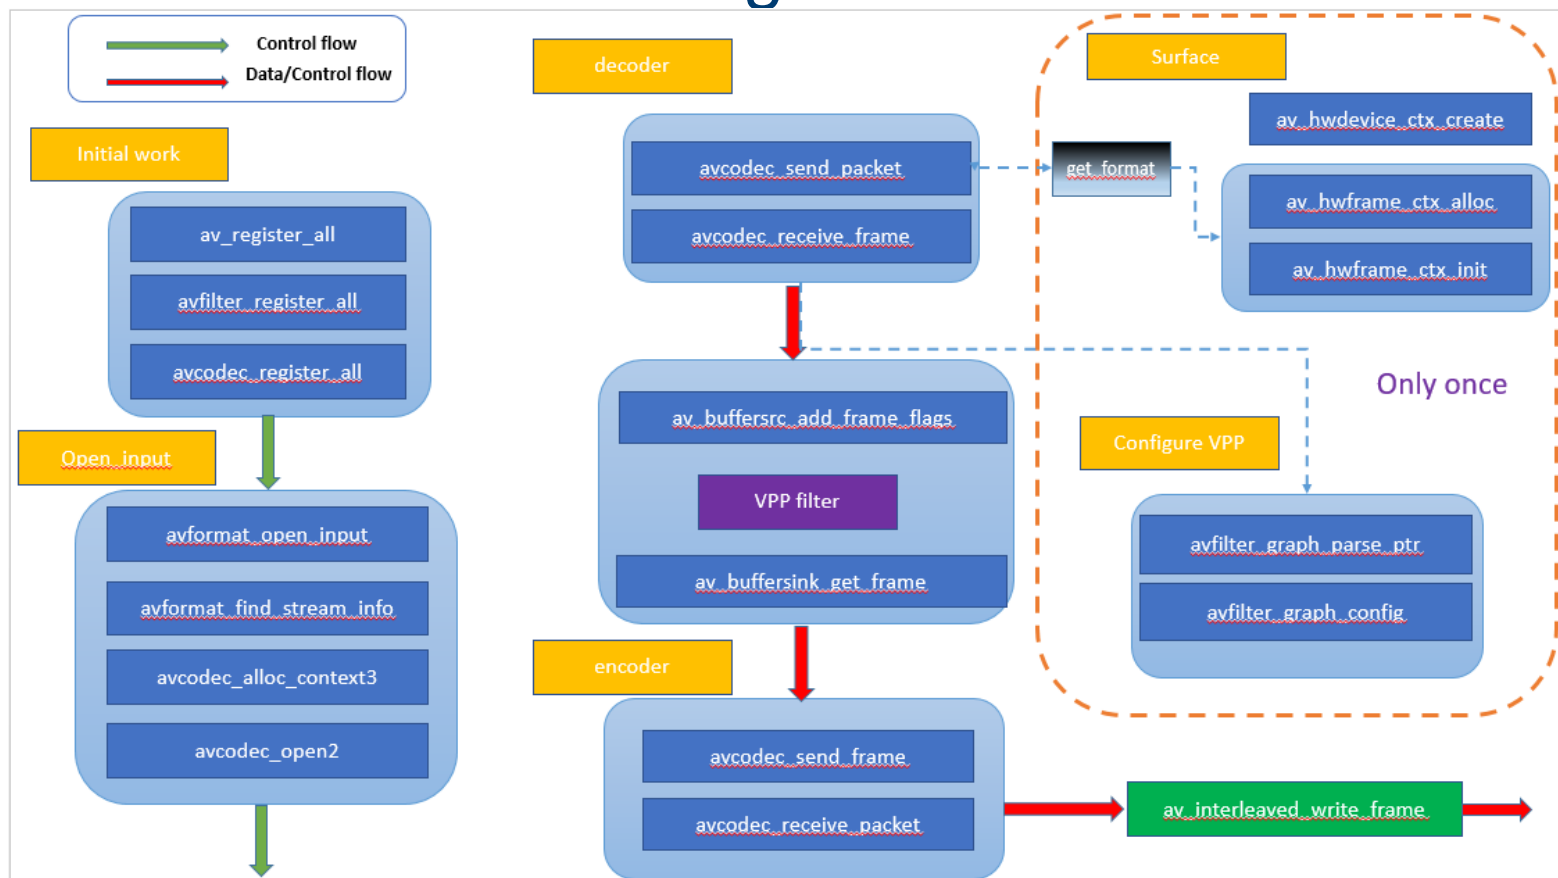 Control flow
Data/Control flow
Initial work
av_register_all
avfilter_register_all
avcodec_register_all
Open_input
avformat_open_input
avformat_find_stream_info
avcodec_alloc_context3
avcodec_open2
decoder
avcodec_send_packet
avcodec_receive_frame
av_buffersrc_add_frame_flags
VPP filter
av_buffersink_get_frame
encoder
avcodec_send_frame
avcodec_receive_packet
av_interleaved_write_frame
Surface
av_hwdevice_ctx_create
get_format
av_hwframe_ctx_alloc
av_hwframe_ctx_init
Only once
Configure VPP
avfilter_graph_parse_ptr
avfilter_graph_config